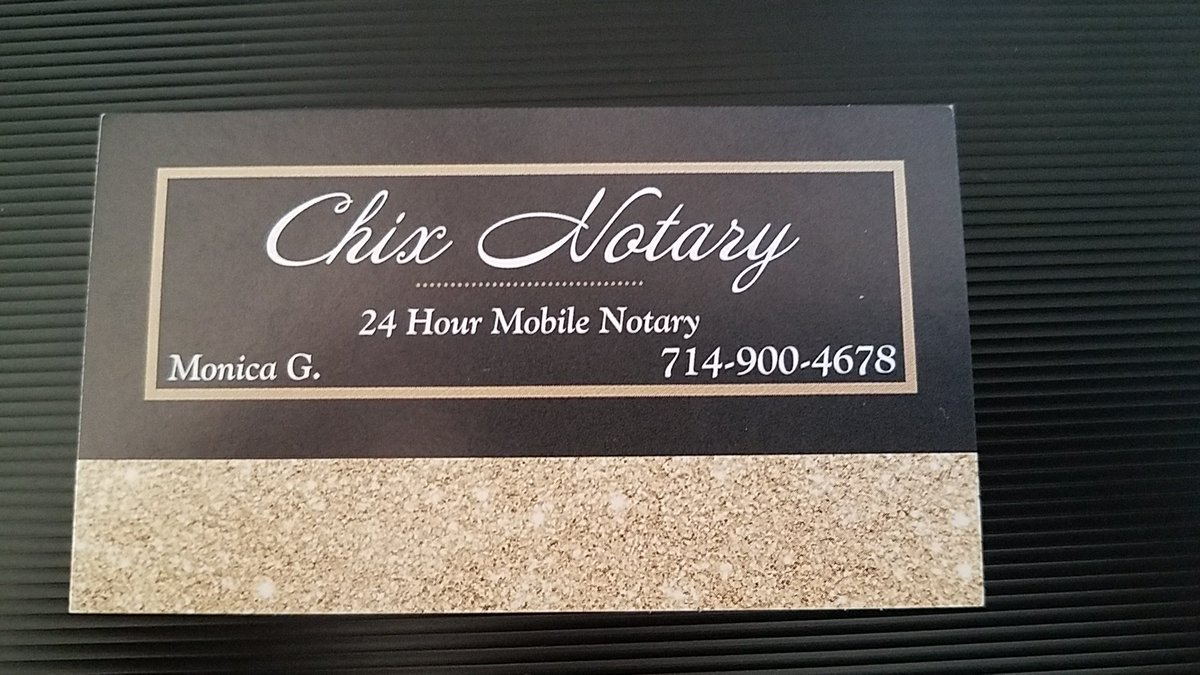 Chix Notary
24 Hour Mobile Notary
Monica G. 714-900-4678